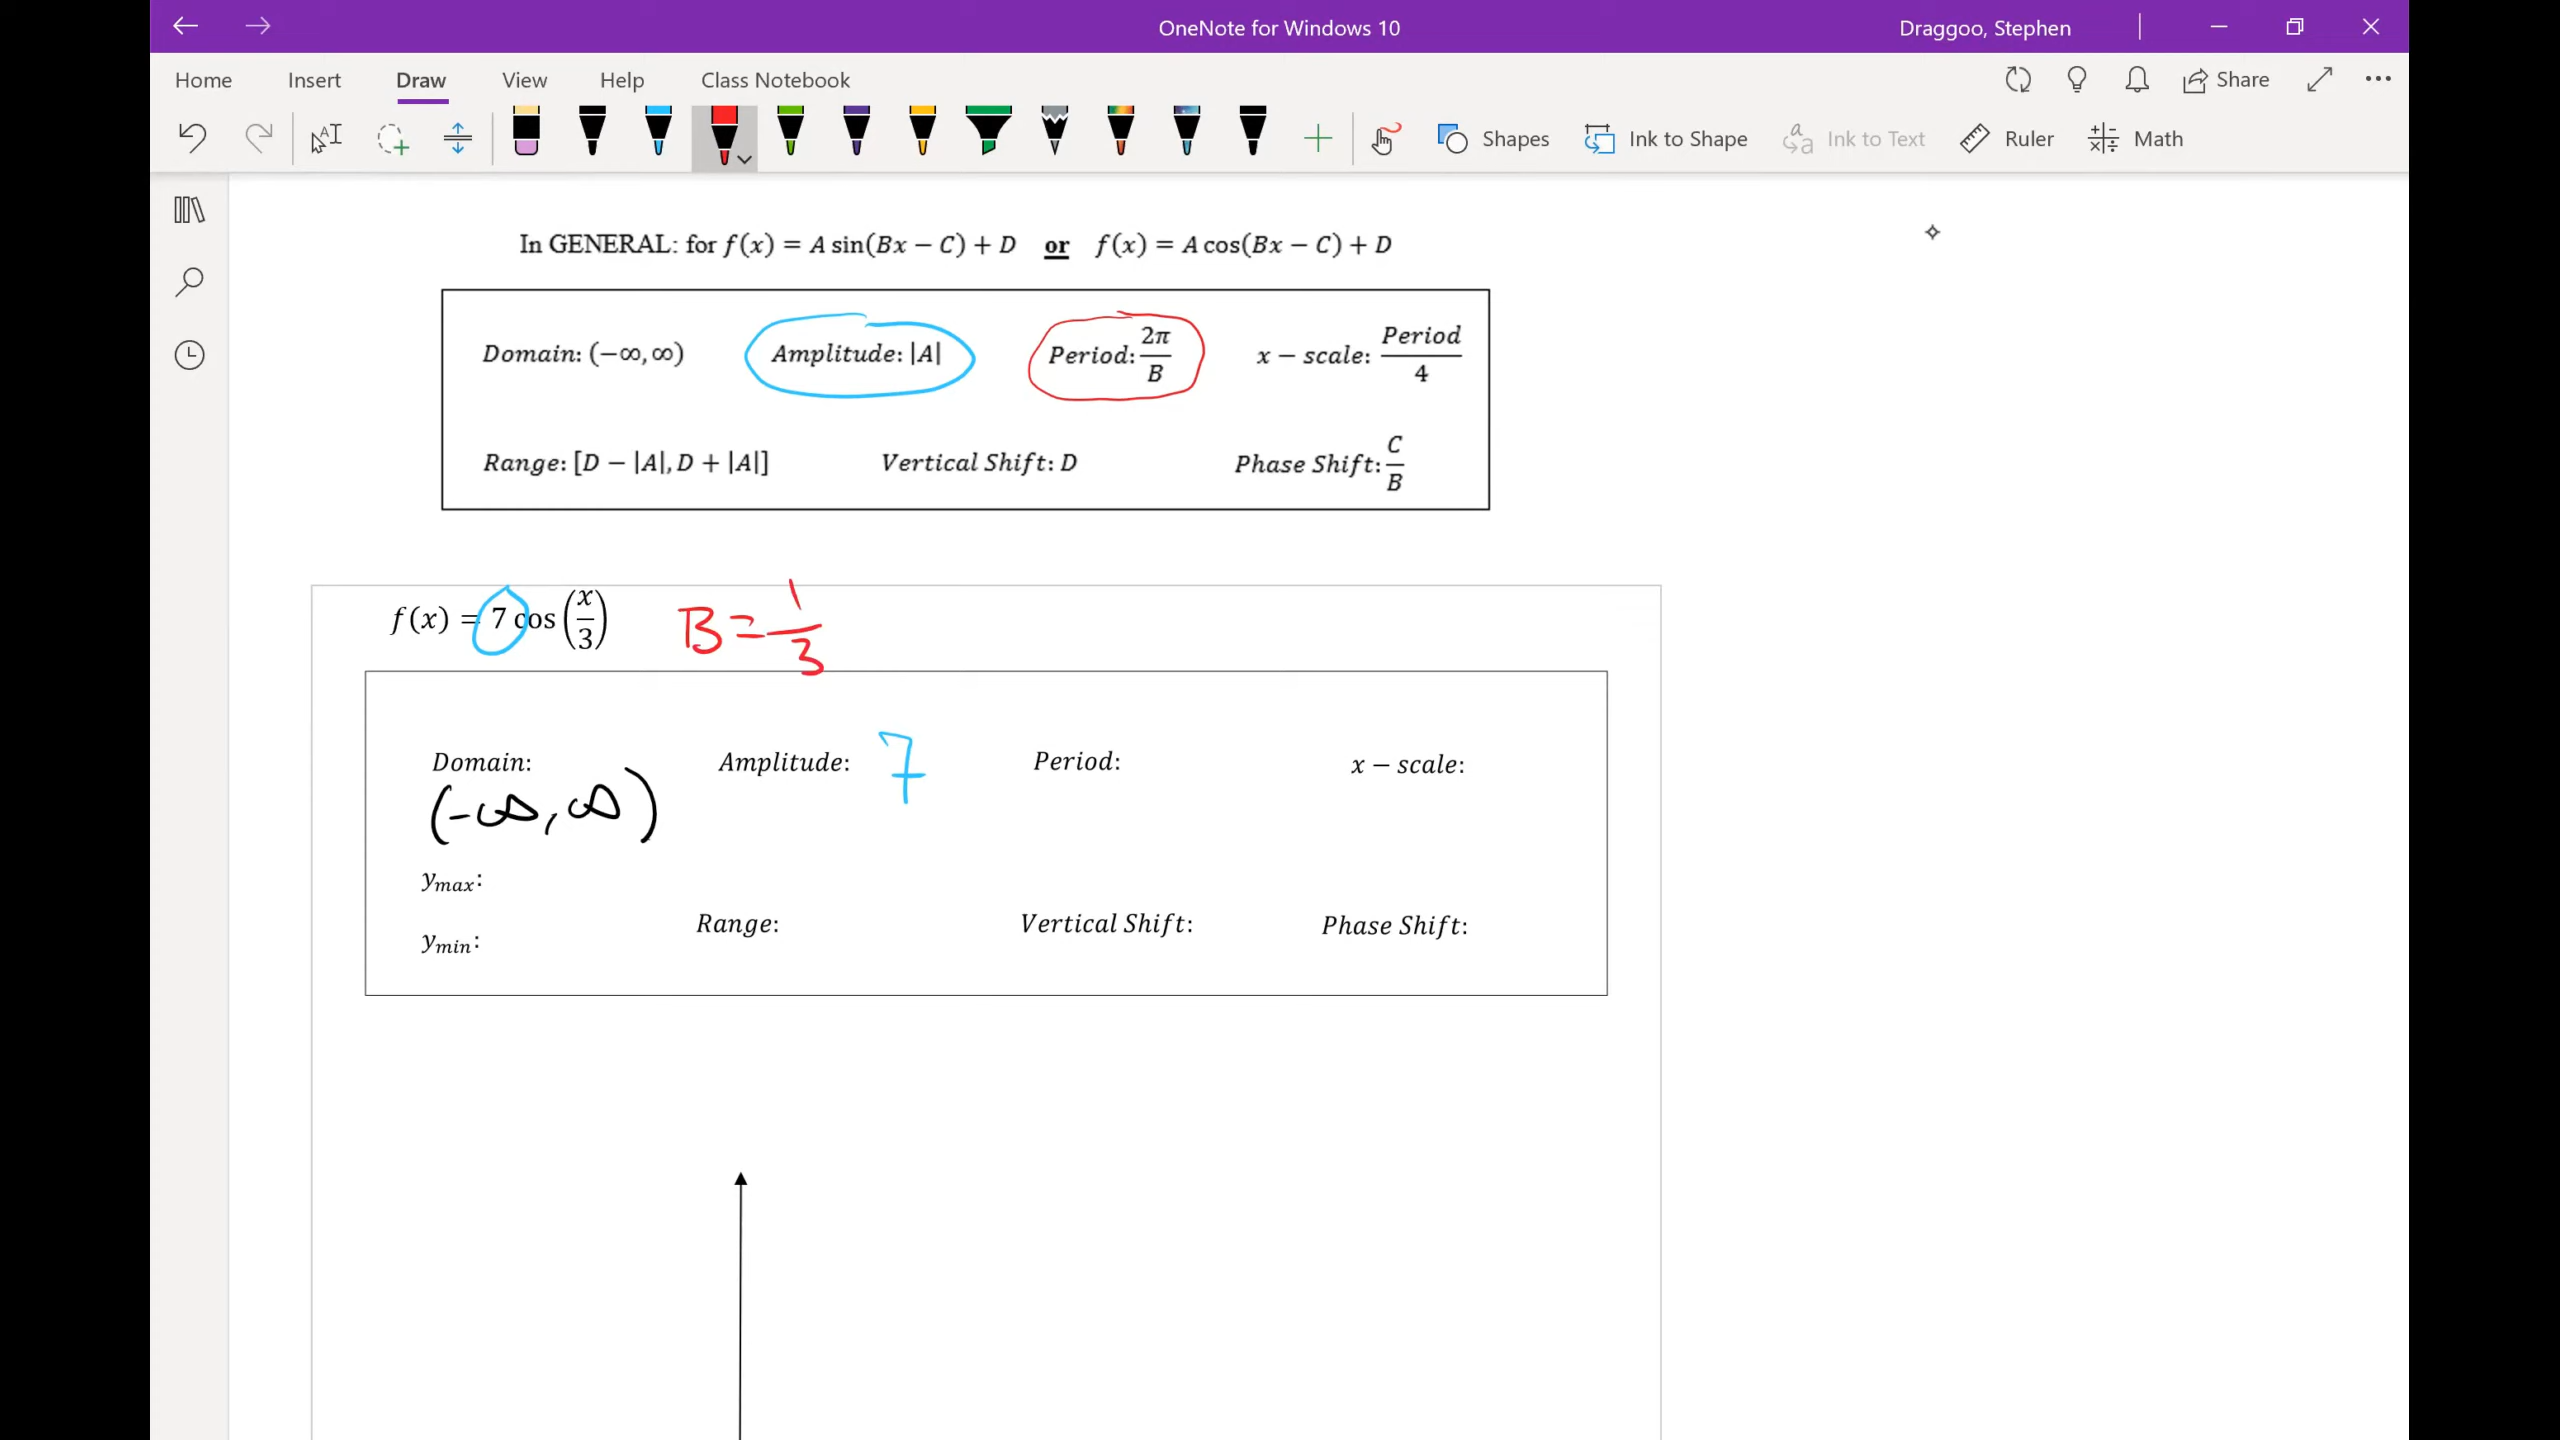 OneNote for Windows 10
Draggoo, Stephen
Home Insert Draw View Help Class Notebook Share
Shapes Ink to Shape Ink to Text Ruler Math
In GENERAL: for f(x) = A sin(Bx − C) + D or f(x) = A cos(Bx − C) + D
Domain: (−∞, ∞) Amplitude: |A| Period: 2π/B x − scale: Period/4
Range: [D − |A|, D + |A|] Vertical Shift: D Phase Shift: C/B
f(x) = 7 cos(x/3) B = 1/3
Domain: Amplitude: 7 Period: x − scale:
(-∞, ∞)
y_max:
Range: Vertical Shift: Phase Shift:
y_min: